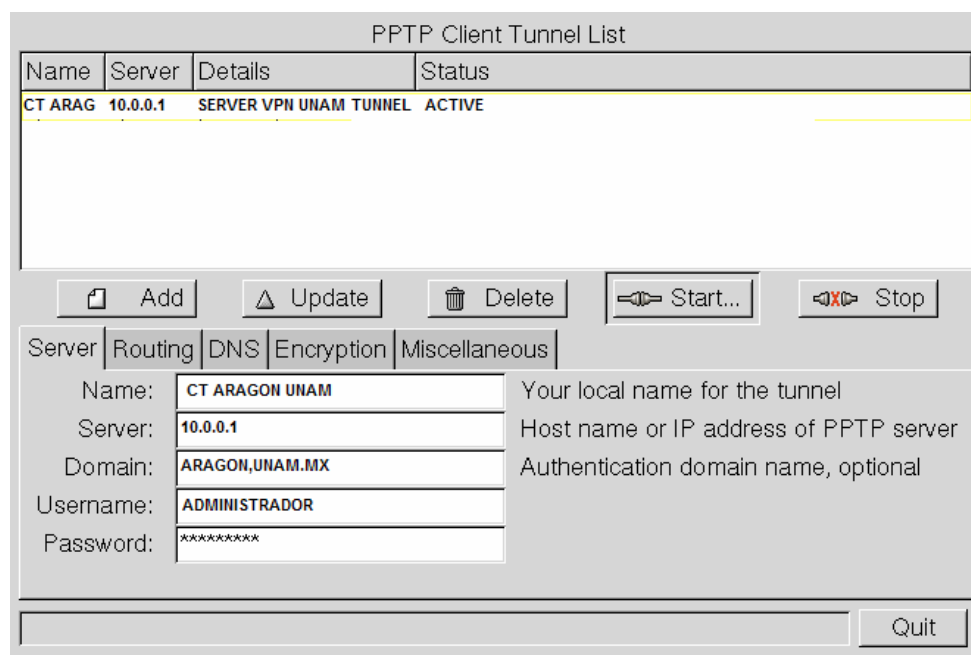 PPTP Client Tunnel List
Name Server Details Status
CT ARAG 10.0.0.1 SERVER VPN UNAM TUNNEL ACTIVE
Add Update Delete Start... Stop
Server Routing DNS Encryption Miscellaneous
Name: CT ARAGON UNAM Your local name for the tunnel
Server: 10.0.0.1 Host name or IP address of PPTP server
Domain: ARAGON,UNAM.MX Authentication domain name, optional
Username: ADMINISTRADOR
Password: *********
Quit